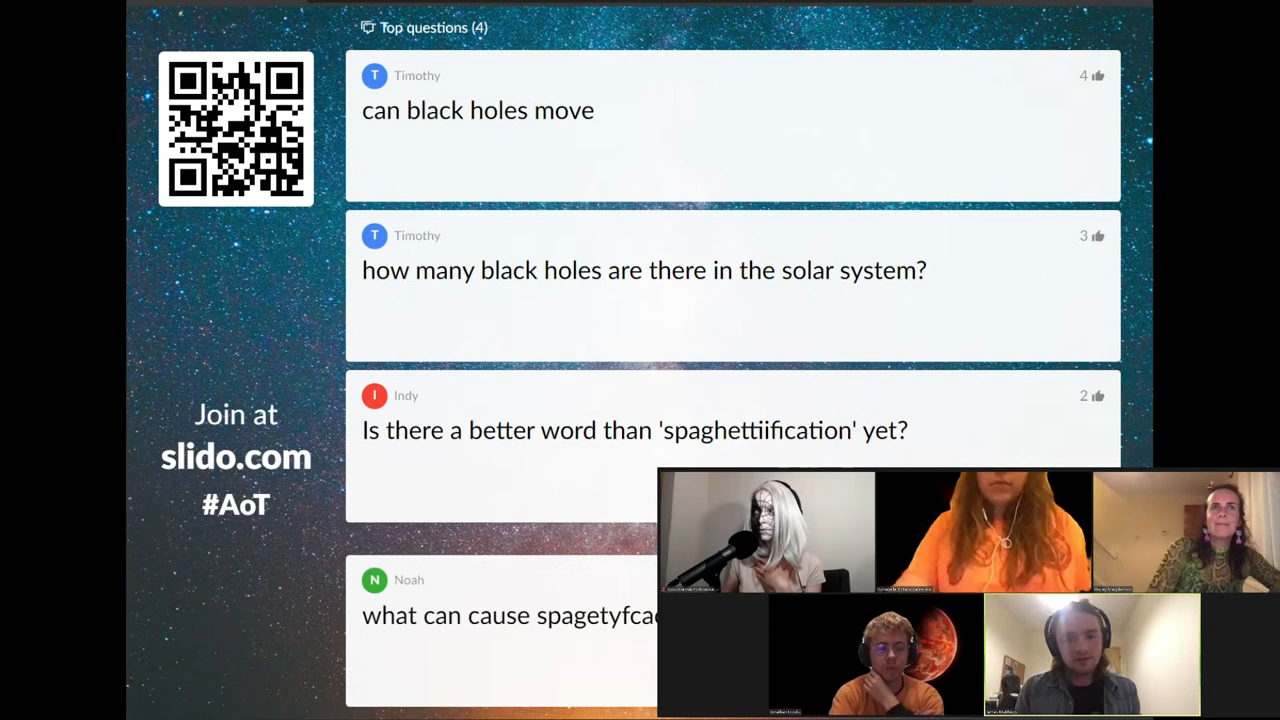 Top questions (4)
T Timothy
4
can black holes move
T Timothy
3
how many black holes are there in the solar system?
I Indy
2
Is there a better word than 'spaghettiification' yet?
N Noah
what can cause
Join at
slido.com
#AoT